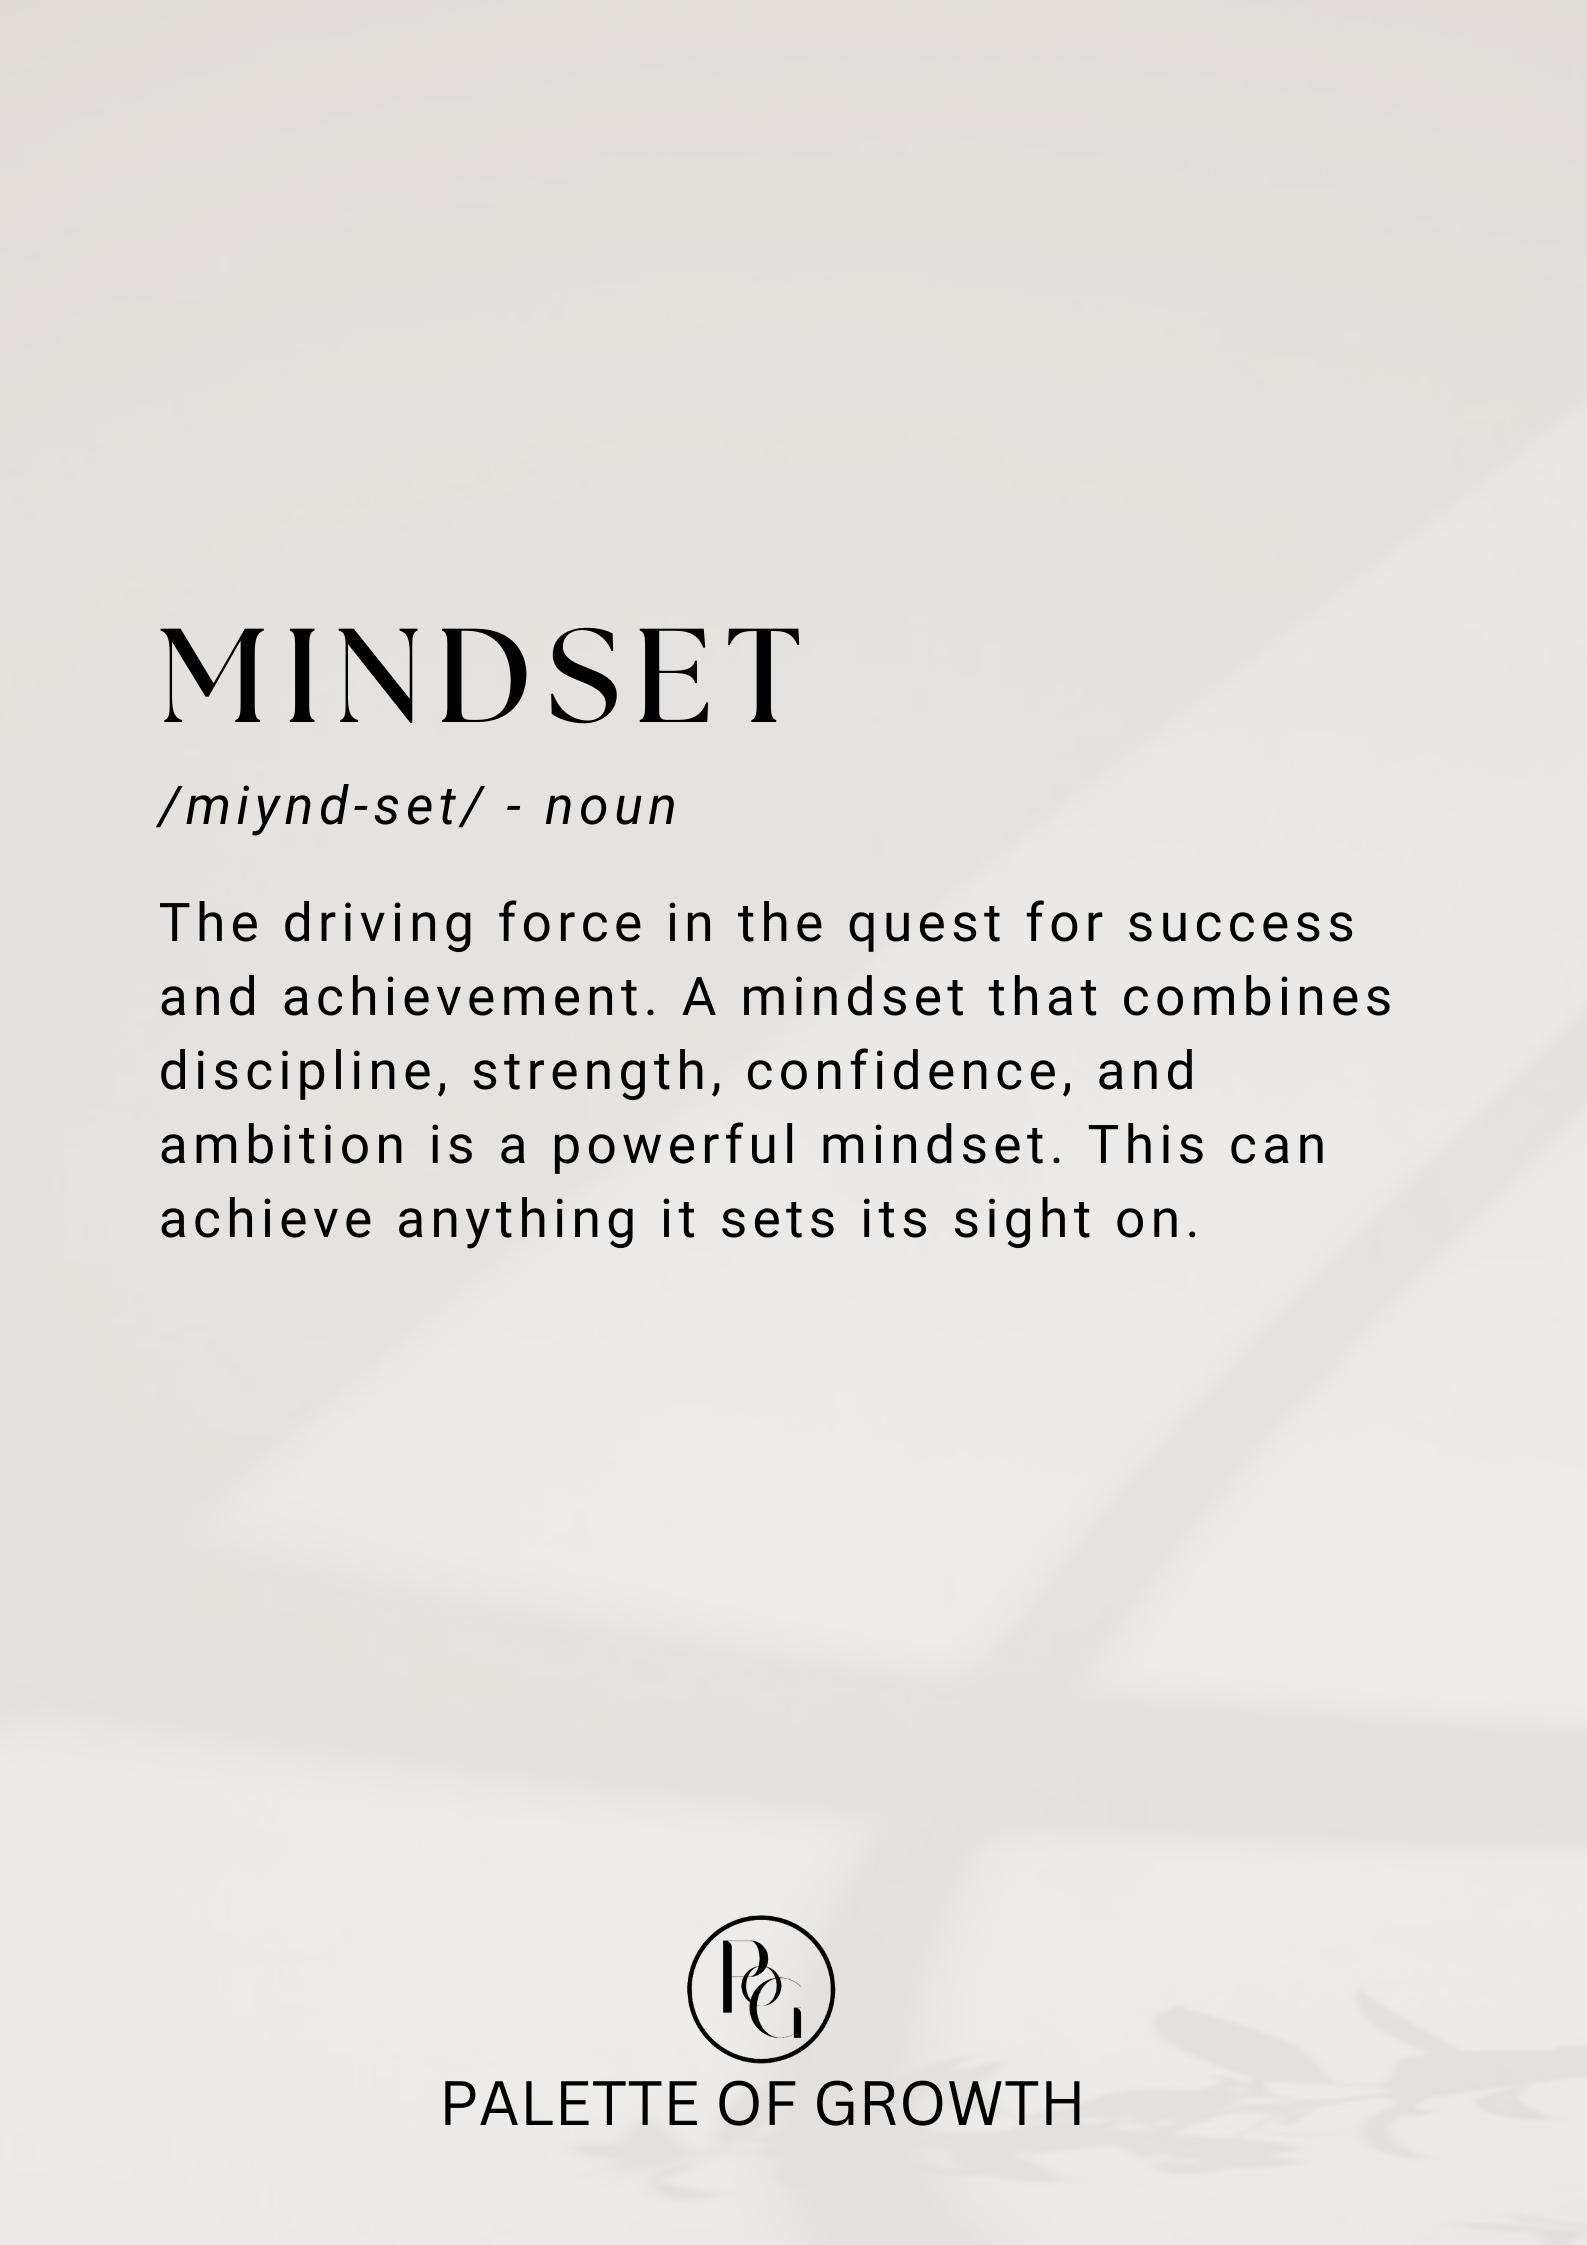 MINDSET
/miynd-set/ - noun
The driving force in the quest for success
and achievement. A mindset that combines
discipline, strength, confidence, and
ambition is a powerful mindset. This can
achieve anything it sets its sight on.
PoG
PALETTE OF GROWTH